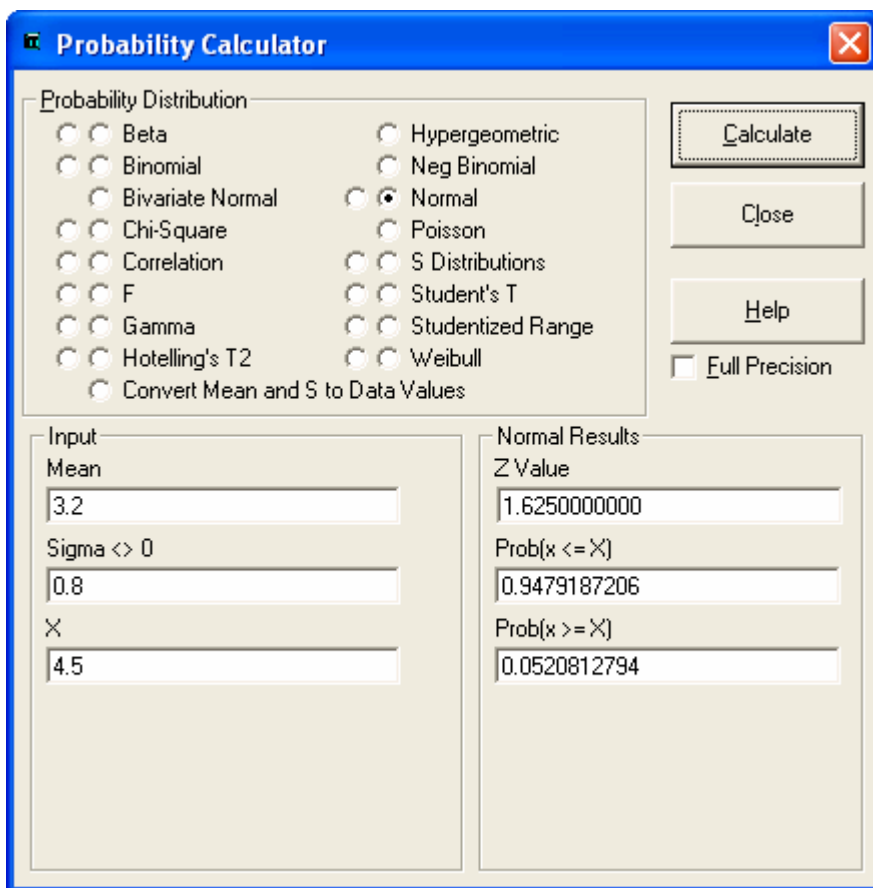 Probability Calculator
Probability Distribution
Beta
Binomial
Bivariate Normal
Chi-Square
Correlation
F
Gamma
Hotelling's T2
Convert Mean and S to Data Values
Hypergeometric
Neg Binomial
Normal
Poisson
S Distributions
Student's T
Studentized Range
Weibull
Calculate
Close
Help
Full Precision
Input
Mean
3.2
Sigma <> 0
0.8
X
4.5
Normal Results
Z Value
1.6250000000
Prob(x <= X)
0.9479187206
Prob(x >= X)
0.0520812794